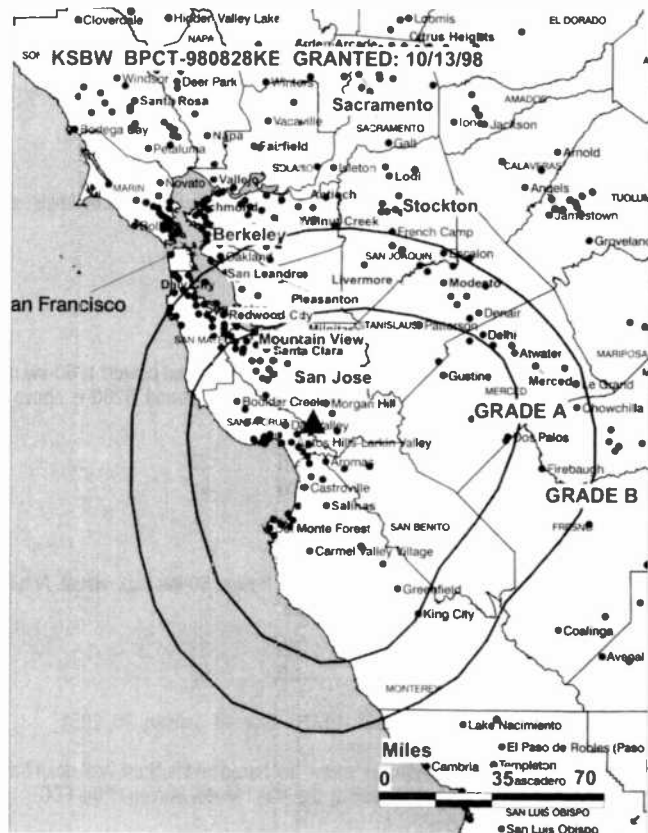 Cloverdale Hidden Valley Lake Loomis EL DORADO
NAPA Arden Arcade Citrus Heights
KSBW BPCT-980828KE GRANTED: 10/13/98
Windsor Deer Park Winters
Santa Rosa Sacramento AMADOR
Vacaville Ione Jackson
Bodega Bay Napa SACRAMENTO
Petaluma Fairfield Galt Arnold
SOLANO Isleton CALAVERAS
MARIN Novato Vallejo Lodi Angels
Antioch TUOLUM
Richmond Stockton Jamestown
Walnut Creek
Berkeley French Camp Groveland
Oakland SAN JOAQUIN Escalon
San Leandro Livermore
Daly City Modesto
an Francisco Pleasanton Denair
Redwood City TANISLAUS Patterson
SAN MATEO Mountain View Delhi
Santa Clara Atwater MARIPOSA
San Jose Gustine Merced Le Grand
MERCED
Boulder Creek Morgan Hill GRADE A Chowchilla
SANTA CRUZ Valley
Hills-Larkin Valley Dos Palos
Aromas Firebaugh
Castroville GRADE B
Salinas
Del Monte Forest SAN BENITO FRESNO
Carmel Valley Village
Greenfield
King City
Coalinga
Avenal
MONTEREY
Lake Nacimiento
Miles El Paso de Robles (Paso
Cambria Templeton
0 35 ascadero 70
SAN LUIS OBISPO
San Luis Obispo